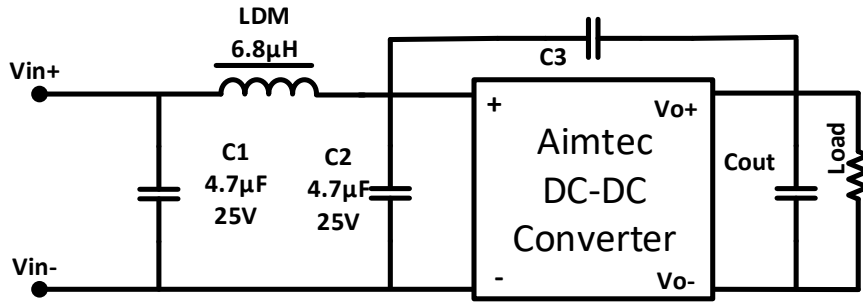 LDM
6.8µH
Vin+
C3
+
Vo+
Aimtec
DC-DC
Converter
C1
4.7µF
25V
C2
4.7µF
25V
Cout
Load
Vin-
-
Vo-